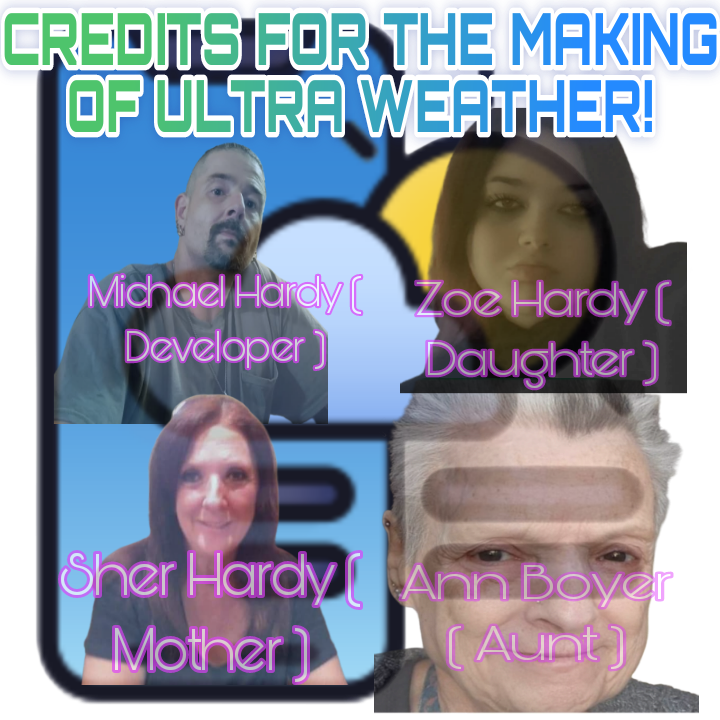 CREDITS FOR THE MAKING
OF ULTRA WEATHER!
Michael Hardy (
Developer )
Zoe Hardy (
Daughter )
Sher Hardy (
Mother )
Ann Boyer
( Aunt )